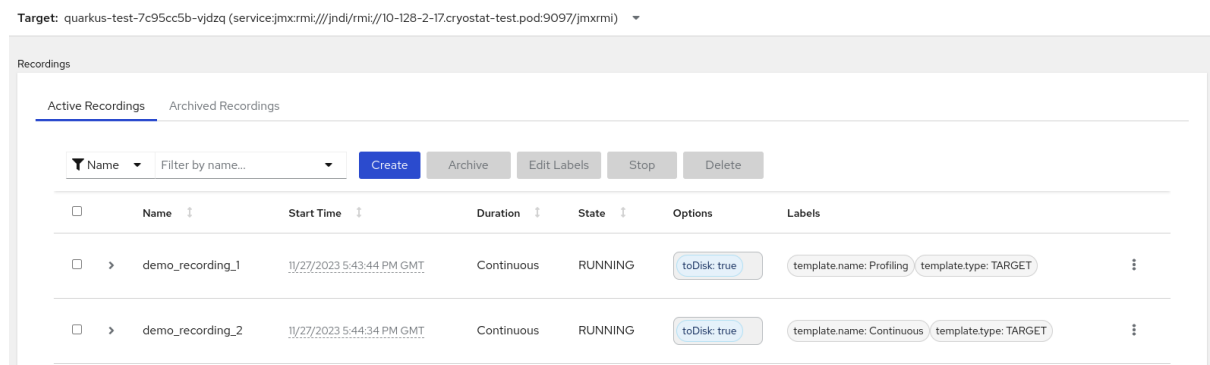 Target: quarkus-test-7c95cc5b-vjdzq (service:jmx:rmi:///jndi/rmi://10-128-2-17.cryostat-test.pod:9097/jmxrmi)
Recordings
Active Recordings Archived Recordings
Name Filter by name... Create Archive Edit Labels Stop Delete
Name Start Time Duration State Options Labels
demo_recording_1 11/27/2023 5:43:44 PM GMT Continuous RUNNING toDisk: true template.name: Profiling template.type: TARGET
demo_recording_2 11/27/2023 5:44:34 PM GMT Continuous RUNNING toDisk: true template.name: Continuous template.type: TARGET